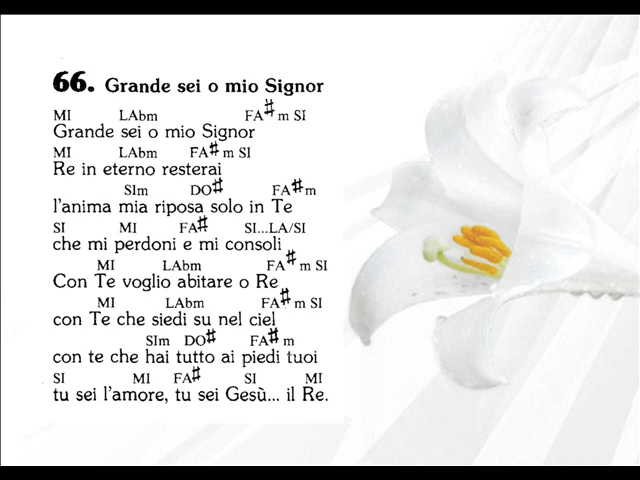 66. Grande sei o mio Signor
MI LAbm FA♯m SI
Grande sei o mio Signor
MI LAbm FA♯m SI
Re in eterno resterai
SIm DO♯ FA♯m
l'anima mia riposa solo in Te
SI MI FA♯ SI...LA/SI
che mi perdoni e mi consoli
MI LAbm FA♯m SI
Con Te voglio abitare o Re
MI LAbm FA♯m SI
con Te che siedi su nel ciel
SIm DO♯ FA♯m
con te che hai tutto ai piedi tuoi
SI MI FA♯ SI MI
tu sei l'amore, tu sei Gesù... il Re.